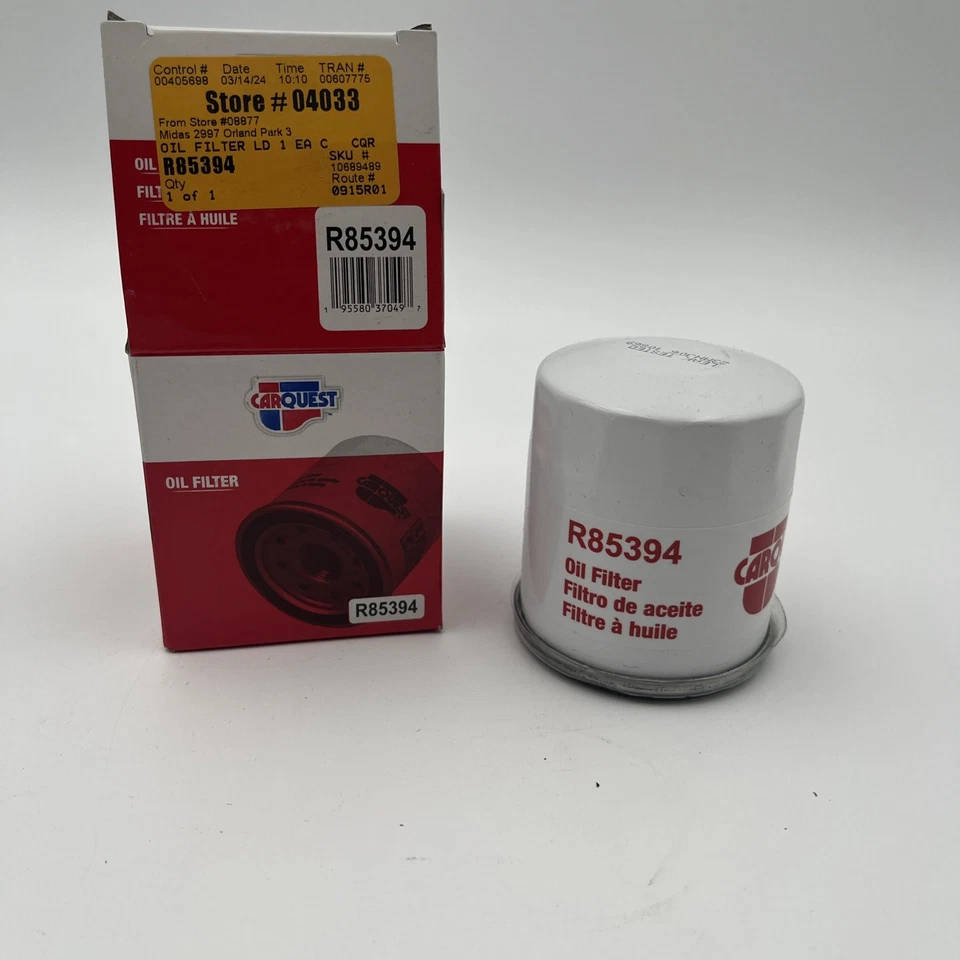 Control # Date Time TRAN #
00405698 03/14/24 10:10 00607775
Store # 04033
From Store #08877
Midas 2997 Orland Park 3
OIL FILTER LD 1 EA C CQR
R85394 SKU #
10689489
Qty Route #
1 of 1 0915R01
OIL
FILT
FILTRE À HUILE
R85394
1 95580 37049 7
CARQUEST
OIL FILTER
R85394
LEAK TESTED
R85394
Oil Filter
Filtro de aceite
Filtre à huile